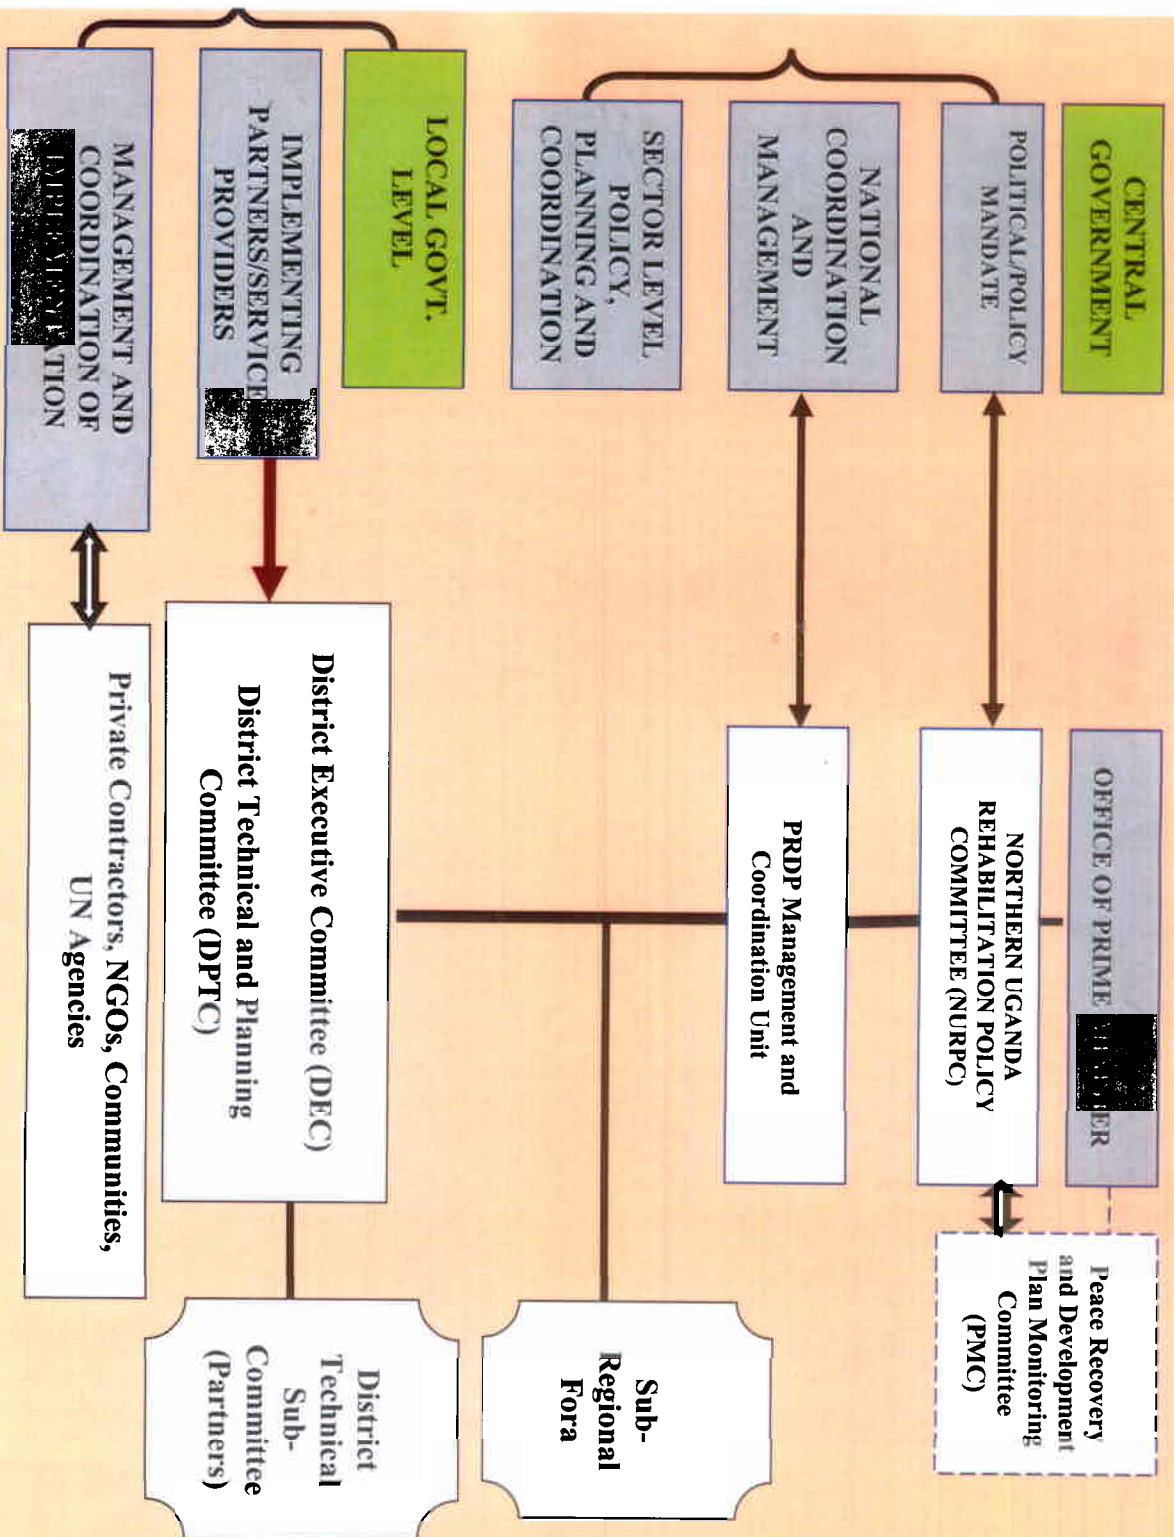 CENTRAL
GOVERNMENT
POLITICAL/POLICY
MANDATE
NATIONAL
COORDINATION
AND
MANAGEMENT
SECTOR LEVEL
POLICY,
PLANNING AND
COORDINATION
LOCAL GOVT.
LEVEL
IMPLEMENTING
PARTNERS/SERVICE
PROVIDERS
MANAGEMENT AND
COORDINATION OF
OFFICE OF PRIME
NORTHERN UGANDA
REHABILITATION POLICY
COMMITTEE (NURPC)
Peace Recovery
and Development
Plan Monitoring
Committee
(PMC)
PRDP Management and
Coordination Unit
Sub-
Regional
Fora
District Executive Committee (DEC)
District Technical and Planning
Committee (DPTC)
District
Technical
Sub-
Committee
(Partners)
Private Contractors, NGOs, Communities,
UN Agencies